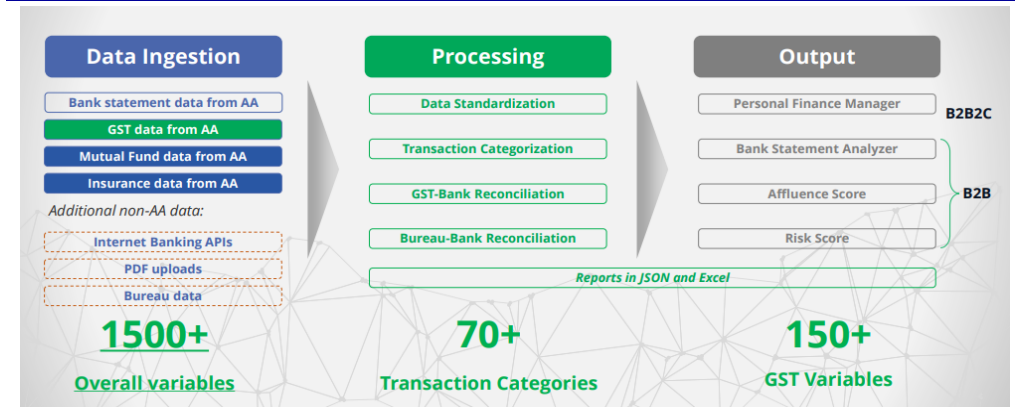 Data Ingestion
Bank statement data from AA
GST data from AA
Mutual Fund data from AA
Insurance data from AA
Additional non-AA data:
Internet Banking APIs
PDF uploads
Bureau data
1500+
Overall variables
Processing
Data Standardization
Transaction Categorization
GST-Bank Reconciliation
Bureau-Bank Reconciliation
Reports in JSON and Excel
70+
Transaction Categories
Output
Personal Finance Manager
B2B2C
Bank Statement Analyzer
Affluence Score
Risk Score
B2B
150+
GST Variables